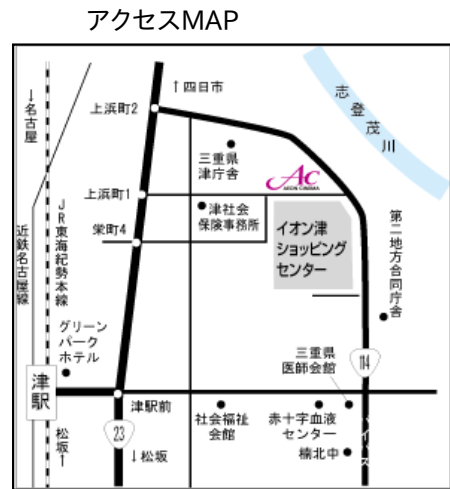 アクセスMAP
↑四日市
志登茂川
↓名古屋
上浜町2
三重県
津庁舎
Ac
AEON CINEMA
上浜町1
津社会
保険事務所
栄町4
イオン津
ショッピング
センター
第二地方合同庁舎
JR東海紀勢本線
近鉄名古屋線
グリーン
パーク
ホテル
三重県
医師会館
114
津駅
津駅前
社会福祉
会館
赤十字血液
センター
23
↓松坂
松坂↑
楠北中